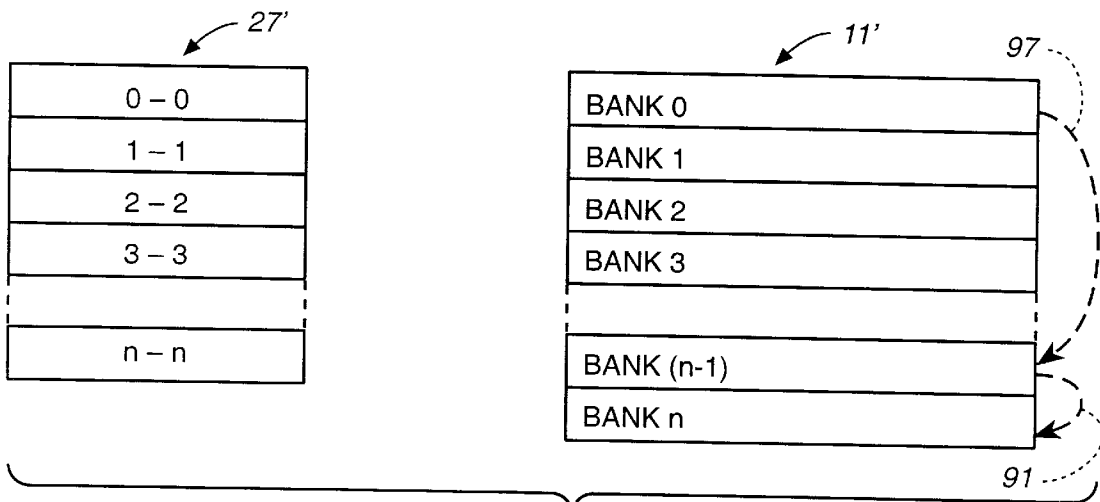 27'
0 – 0
1 – 1
2 – 2
3 – 3
n – n
11'
97
BANK 0
BANK 1
BANK 2
BANK 3
BANK (n-1)
BANK n
91